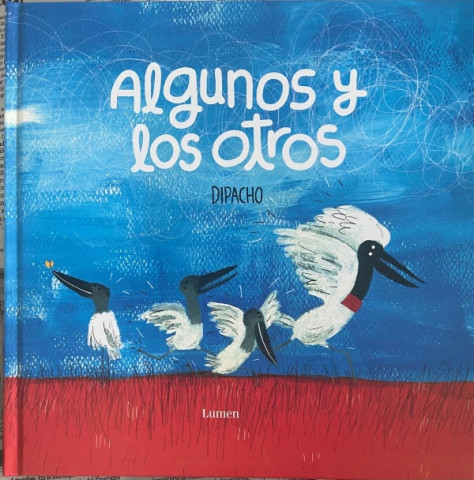 Algunos y
los otros
DIPACHO
Lumen